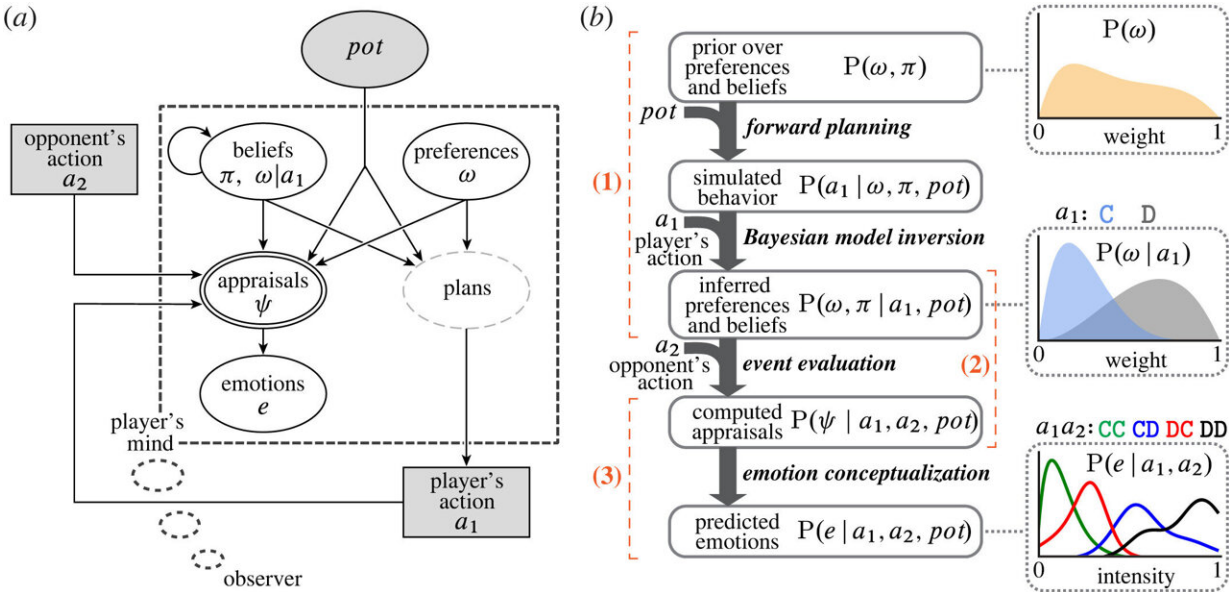 (a)
pot
opponent's
action
a₂
beliefs
π, ω|a₁
preferences
ω
appraisals
ψ
plans
emotions
e
player's
mind
player's
action
a₁
observer
(b)
prior over
preferences
and beliefs
P(ω, π)
pot
forward planning
(1)
simulated
behavior
P(a₁ | ω, π, pot)
a₁
player's
action
Bayesian model inversion
inferred
preferences
and beliefs
P(ω, π | a₁, pot)
a₂
opponent's
action
event evaluation
(2)
computed
appraisals
P(ψ | a₁, a₂, pot)
(3)
emotion conceptualization
predicted
emotions
P(e | a₁, a₂, pot)
P(ω)
0 1
weight
a₁: C D
P(ω | a₁)
0 1
weight
a₁a₂: CC CD DC DD
P(e | a₁, a₂)
0 1
intensity